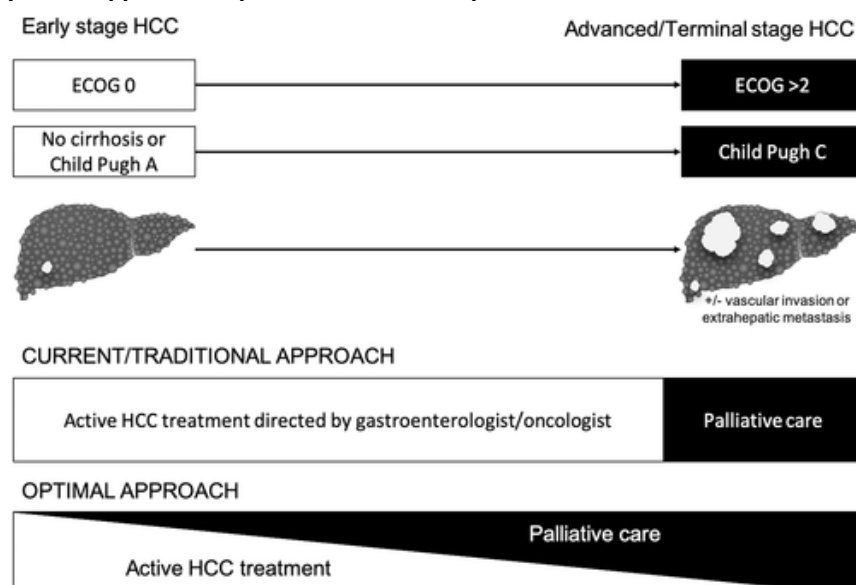 Early stage HCC
Advanced/Terminal stage HCC
ECOG 0
ECOG >2
No cirrhosis or
Child Pugh A
Child Pugh C
+/- vascular invasion or
extrahepatic metastasis
CURRENT/TRADITIONAL APPROACH
Active HCC treatment directed by gastroenterologist/oncologist
Palliative care
OPTIMAL APPROACH
Palliative care
Active HCC treatment